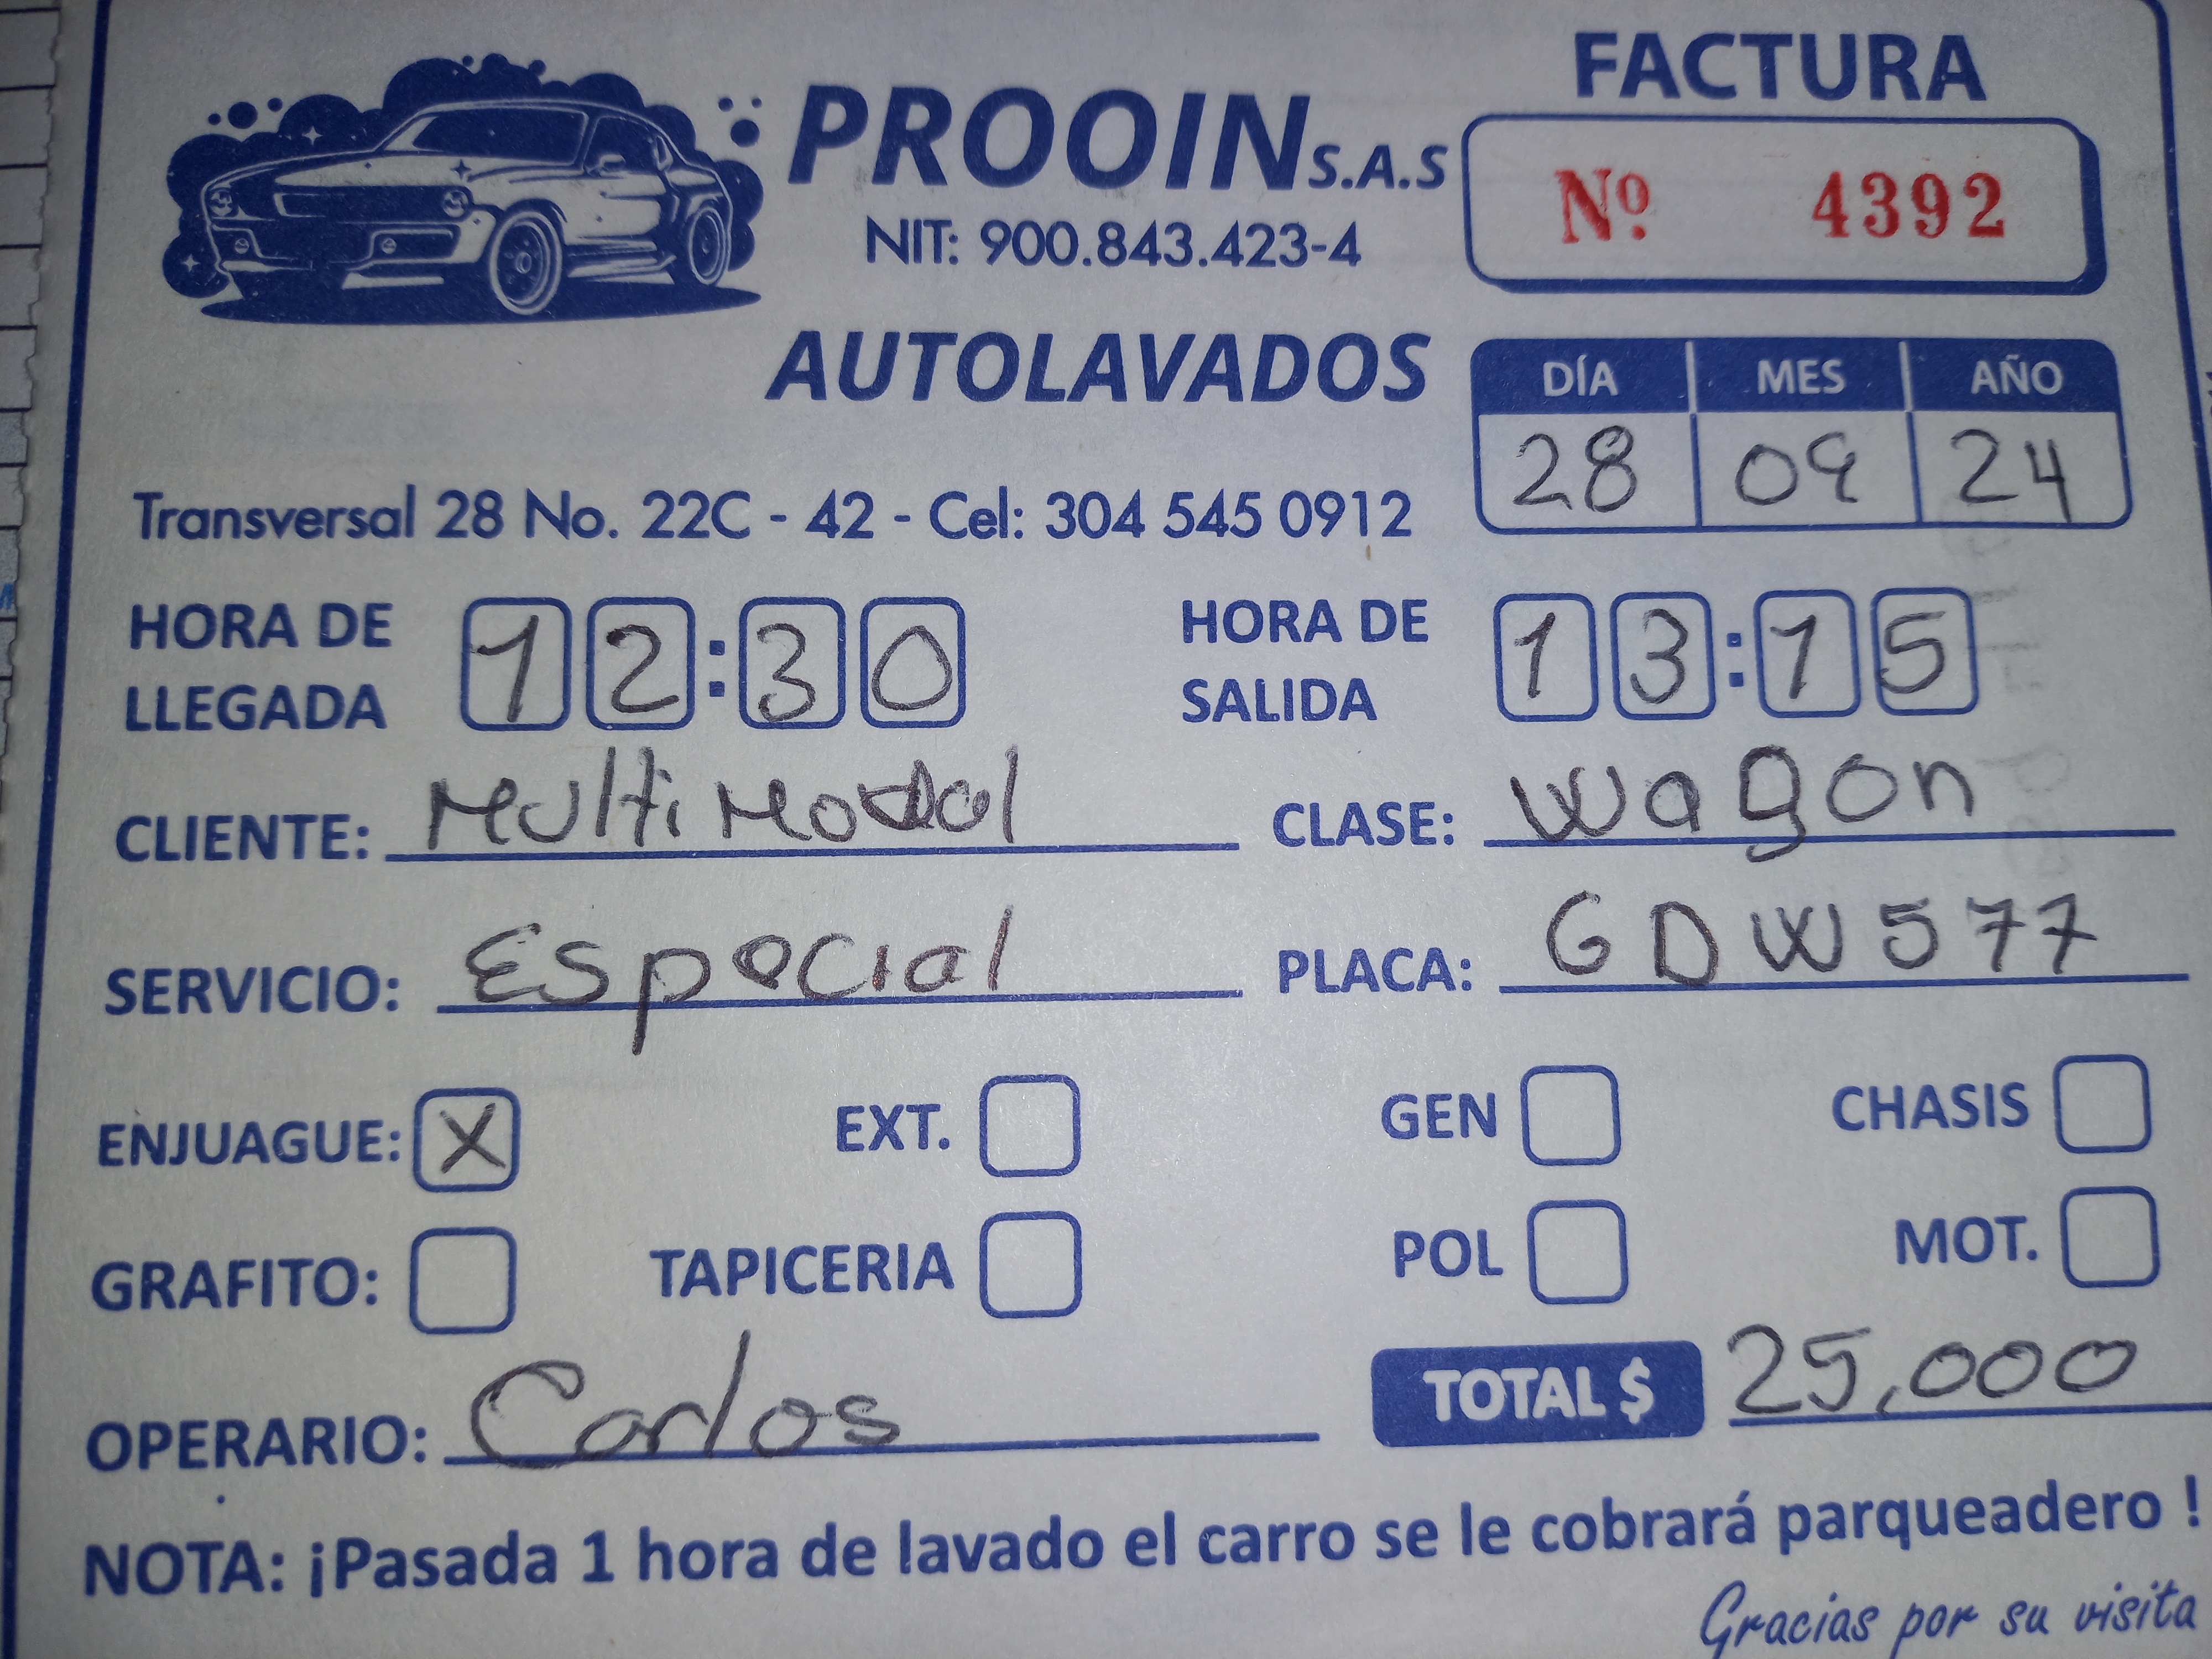 FACTURA
PROOIN S.A.S
Nº 4392
NIT: 900.843.423-4
AUTOLAVADOS
DÍA MES AÑO
28 09 24
Transversal 28 No. 22C - 42 - Cel: 304 545 0912
HORA DE LLEGADA 12:30 HORA DE SALIDA 13:15
CLIENTE: MultiModal CLASE: Wagon
SERVICIO: Especial PLACA: GDW577
ENJUAGUE: X EXT. GEN CHASIS
GRAFITO: TAPICERIA POL MOT.
OPERARIO: Carlos TOTAL $ 25,000
NOTA: ¡Pasada 1 hora de lavado el carro se le cobrará parqueadero !
Gracias por su visita